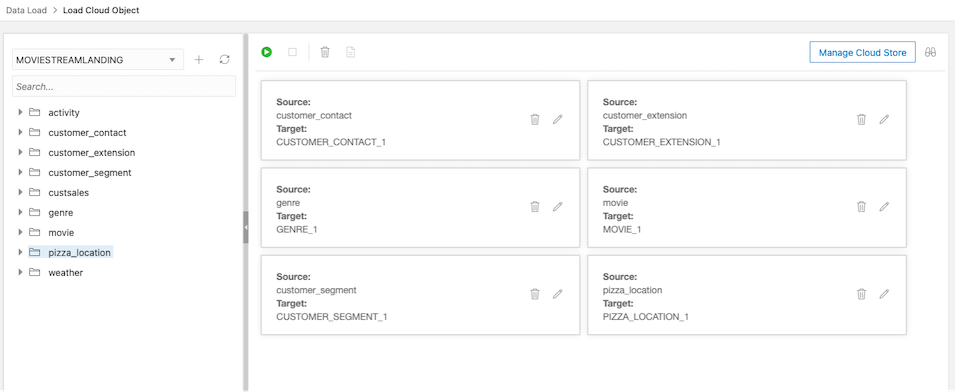 Data Load > Load Cloud Object
MOVIESTREAMLANDING
Manage Cloud Store
Search...
activity
customer_contact
customer_extension
customer_segment
custsales
genre
movie
pizza_location
weather
Source:
customer_contact
Target:
CUSTOMER_CONTACT_1
Source:
customer_extension
Target:
CUSTOMER_EXTENSION_1
Source:
genre
Target:
GENRE_1
Source:
movie
Target:
MOVIE_1
Source:
customer_segment
Target:
CUSTOMER_SEGMENT_1
Source:
pizza_location
Target:
PIZZA_LOCATION_1